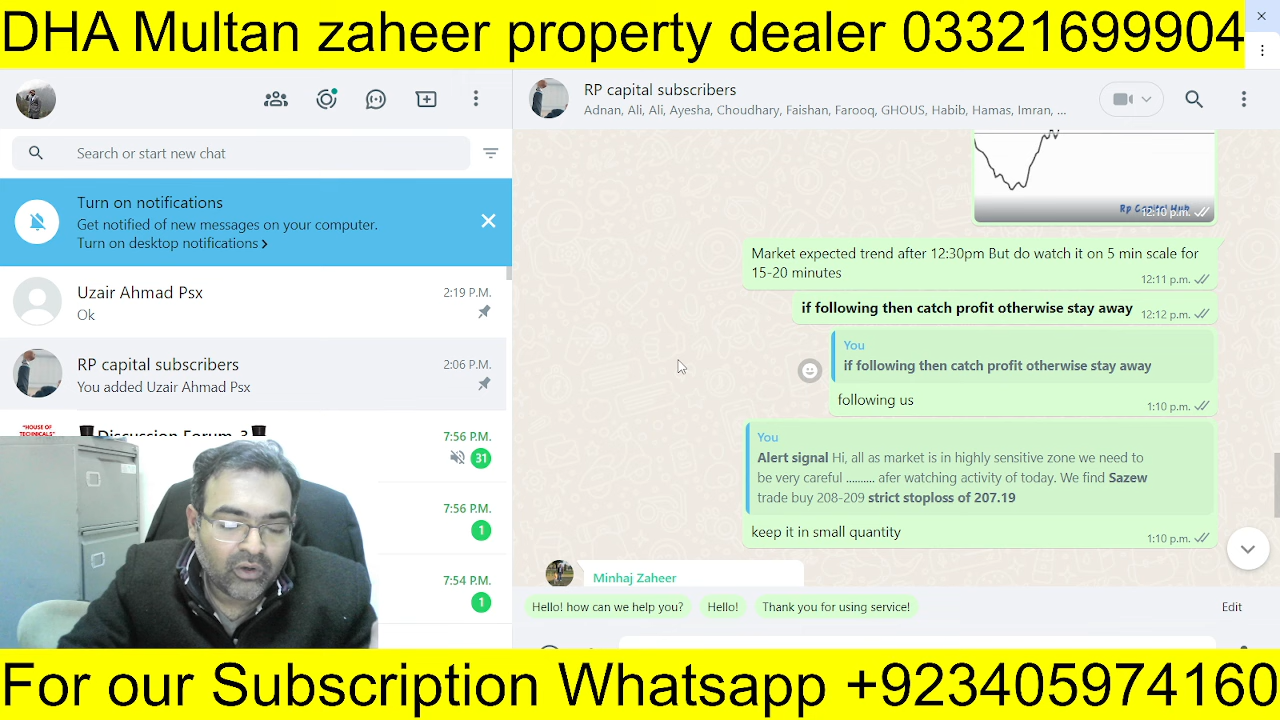 DHA Multan zaheer property dealer 03321699904
RP capital subscribers
Adnan, Ali, Ali, Ayesha, Choudhary, Faishan, Farooq, GHOUS, Habib, Hamas, Imran, ...
Search or start new chat
Turn on notifications
Get notified of new messages on your computer.
Turn on desktop notifications
Uzair Ahmad Psx
2:19 P.M.
Ok
RP capital subscribers
2:06 P.M.
You added Uzair Ahmad Psx
"HOUSE OF
TECHNICALS"
Discussion Forum 3
7:56 P.M.
31
7:56 P.M.
1
7:54 P.M.
1
Rp Capital Hub
12:10 p.m.
Market expected trend after 12:30pm But do watch it on 5 min scale for
15-20 minutes
12:11 p.m.
if following then catch profit otherwise stay away
12:12 p.m.
You
if following then catch profit otherwise stay away
following us
1:10 p.m.
You
Alert signal Hi, all as market is in highly sensitive zone we need to
be very careful .......... afer watching activity of today. We find Sazew
trade buy 208-209 strict stoploss of 207.19
keep it in small quantity
1:10 p.m.
Minhaj Zaheer
Hello! how can we help you?
Hello!
Thank you for using service!
Edit
For our Subscription Whatsapp +923405974160